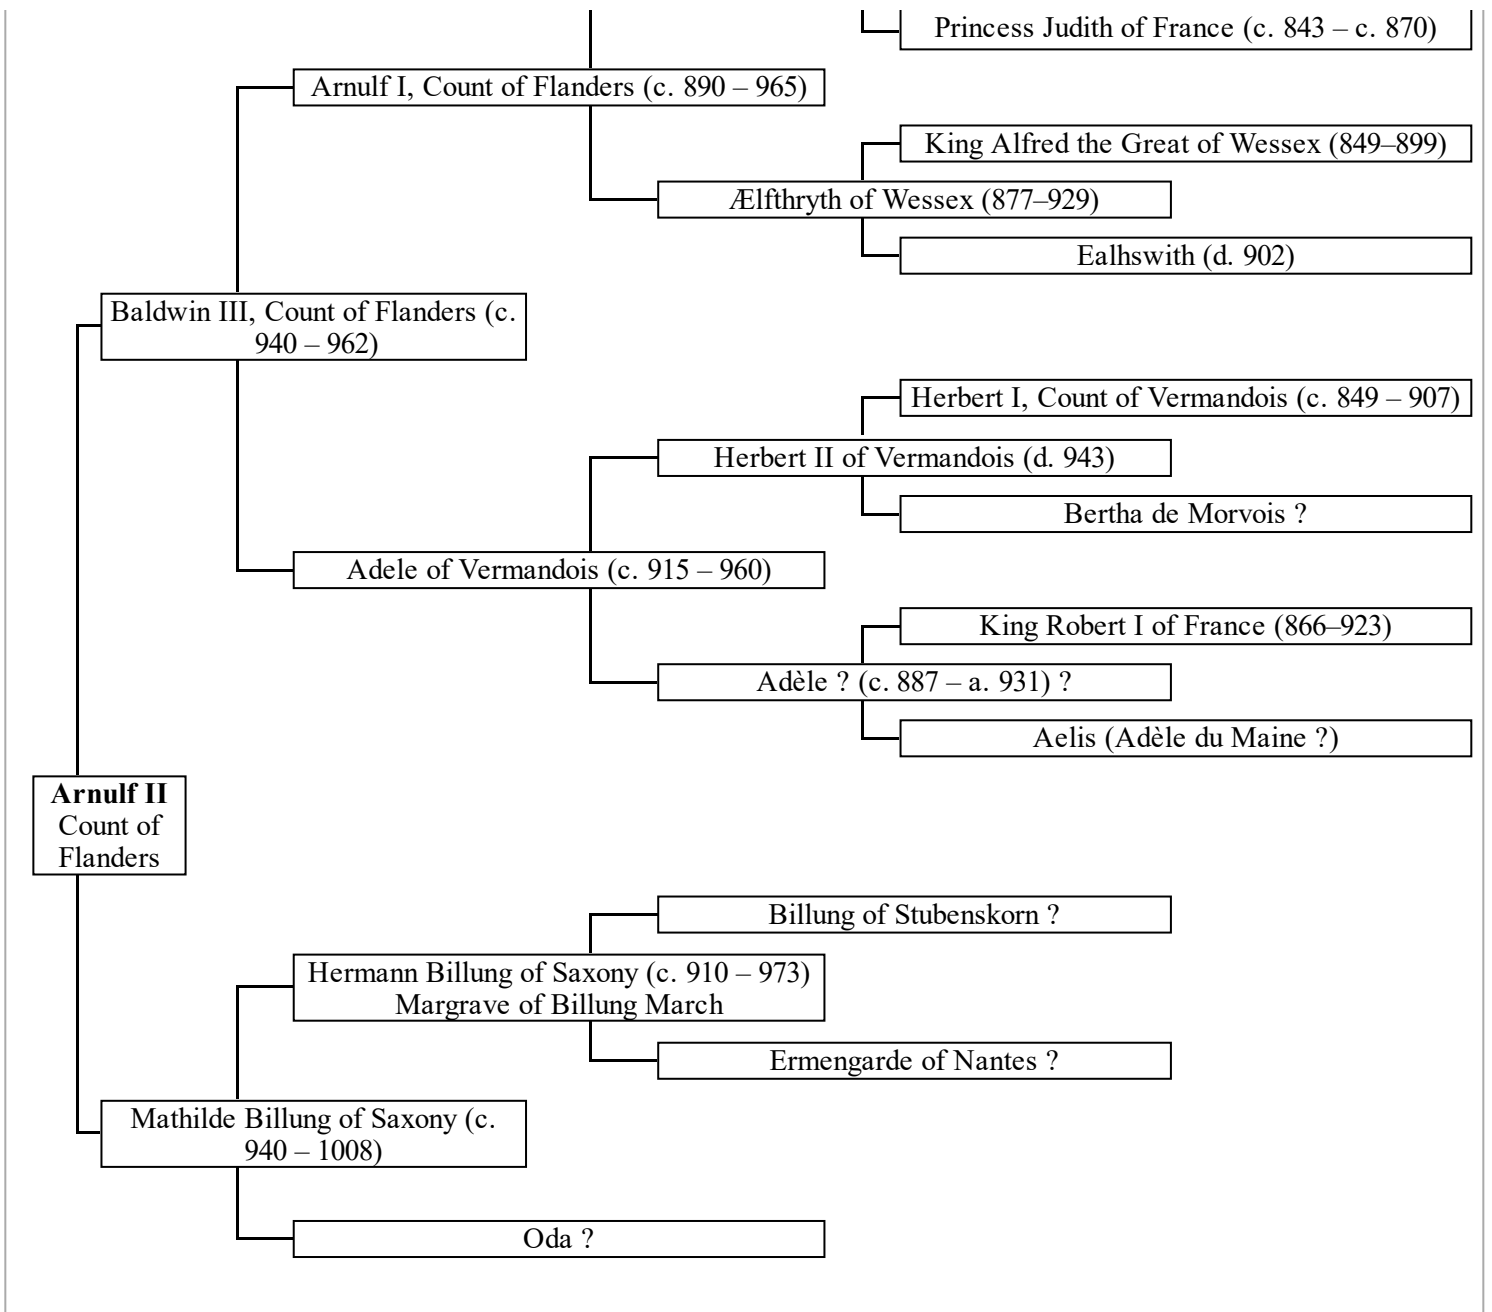 Princess Judith of France (c. 843 – c. 870)
Arnulf I, Count of Flanders (c. 890 – 965)
King Alfred the Great of Wessex (849–899)
Ælfthryth of Wessex (877–929)
Ealhswith (d. 902)
Baldwin III, Count of Flanders (c.
940 – 962)
Herbert I, Count of Vermandois (c. 849 – 907)
Herbert II of Vermandois (d. 943)
Bertha de Morvois ?
Adele of Vermandois (c. 915 – 960)
King Robert I of France (866–923)
Adèle ? (c. 887 – a. 931) ?
Aelis (Adèle du Maine ?)
Arnulf II
Count of
Flanders
Billung of Stubenskorn ?
Hermann Billung of Saxony (c. 910 – 973)
Margrave of Billung March
Ermengarde of Nantes ?
Mathilde Billung of Saxony (c.
940 – 1008)
Oda ?